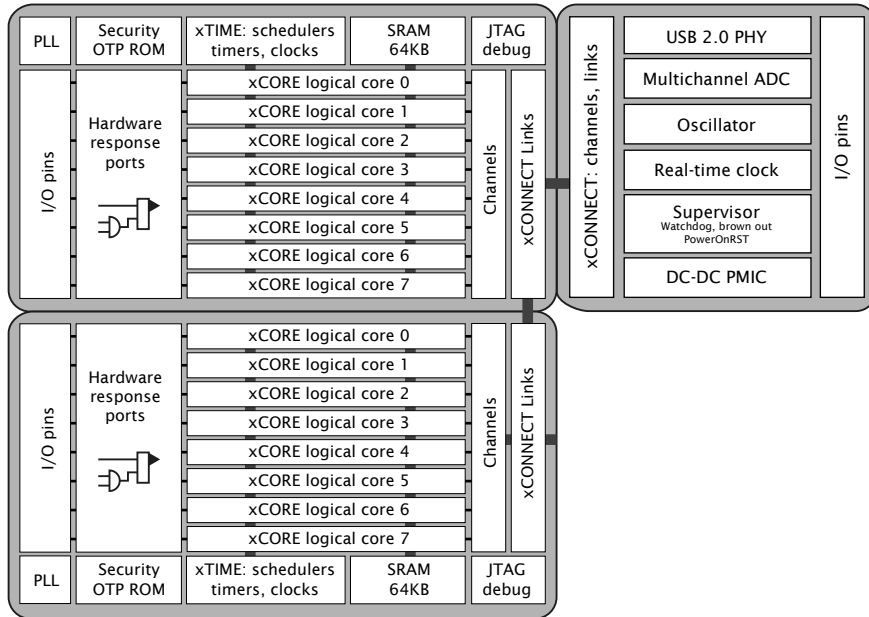 PLL
Security
OTP ROM
xTIME: schedulers
timers, clocks
SRAM
64KB
JTAG
debug
I/O pins
Hardware
response
ports
xCORE logical core 0
xCORE logical core 1
xCORE logical core 2
xCORE logical core 3
xCORE logical core 4
xCORE logical core 5
xCORE logical core 6
xCORE logical core 7
Channels
xCONNECT Links
xCONNECT: channels, links
USB 2.0 PHY
Multichannel ADC
Oscillator
Real-time clock
Supervisor
Watchdog, brown out
PowerOnRST
DC-DC PMIC
I/O pins
I/O pins
Hardware
response
ports
xCORE logical core 0
xCORE logical core 1
xCORE logical core 2
xCORE logical core 3
xCORE logical core 4
xCORE logical core 5
xCORE logical core 6
xCORE logical core 7
Channels
xCONNECT Links
PLL
Security
OTP ROM
xTIME: schedulers
timers, clocks
SRAM
64KB
JTAG
debug